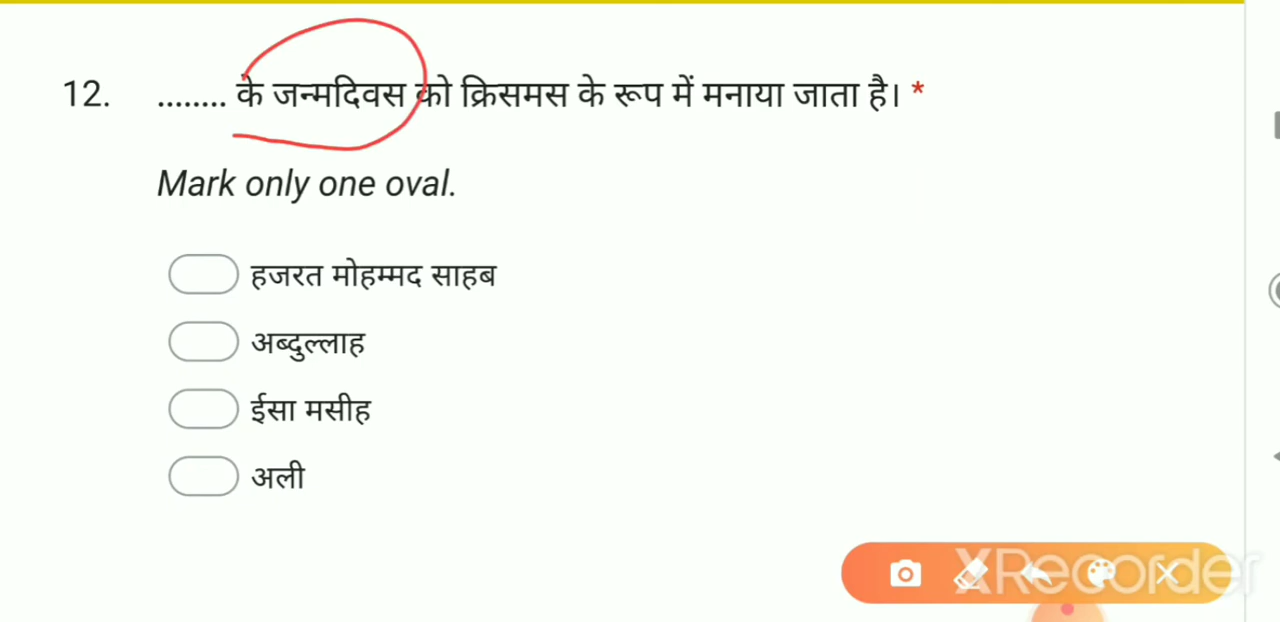 12. ........ के जन्मदिवस को क्रिसमस के रूप में मनाया जाता है। *
Mark only one oval.
हजरत मोहम्मद साहब
अब्दुल्लाह
ईसा मसीह
अली
XRecorder